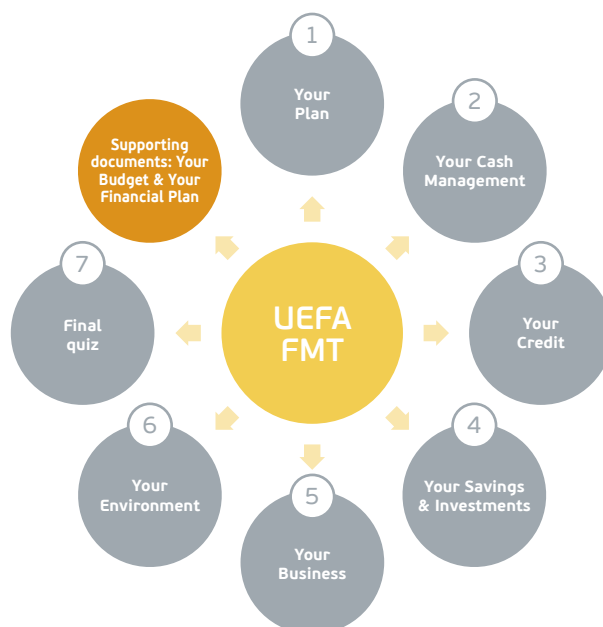 1
Your
Plan
2
Your Cash
Management
3
Your
Credit
4
Your Savings
& Investments
5
Your
Business
6
Your
Environment
7
Final
quiz
Supporting
documents: Your
Budget & Your
Financial Plan
UEFA
FMT